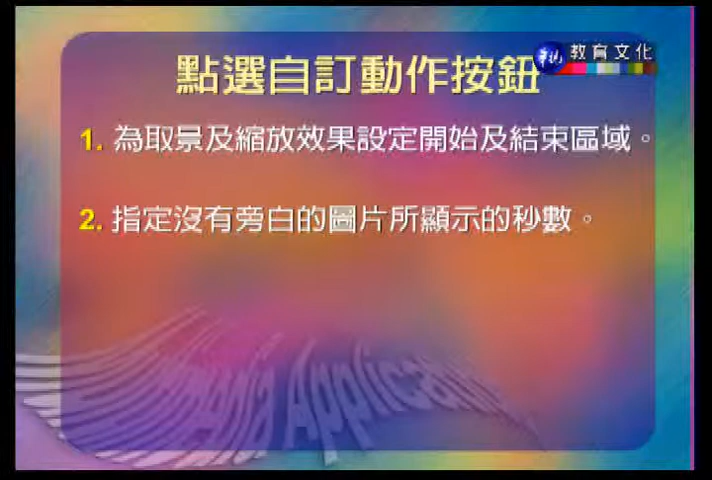 點選自訂動作按鈕
華視 教育文化
1. 為取景及縮放效果設定開始及結束區域。
2. 指定沒有旁白的圖片所顯示的秒數。